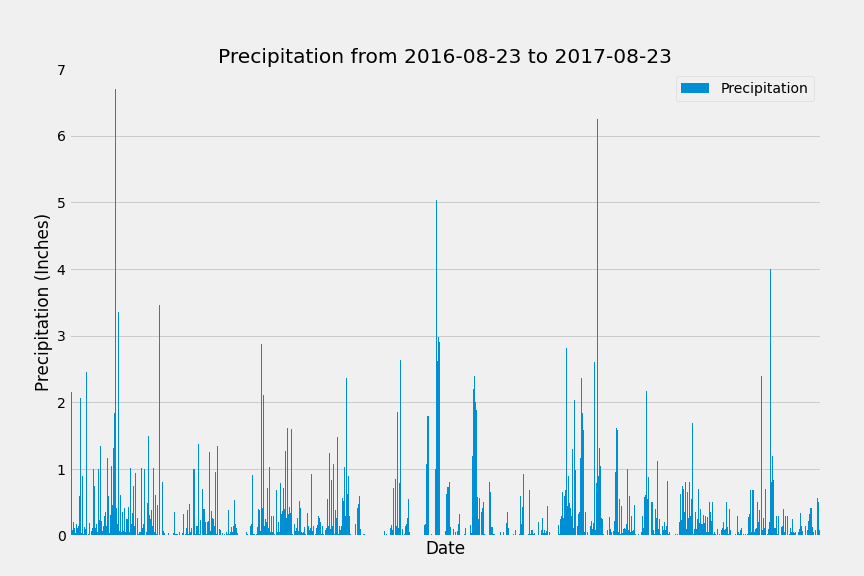 Precipitation from 2016-08-23 to 2017-08-23
7
Precipitation
6
5
4
3
2
1
0
Precipitation (Inches)
Date